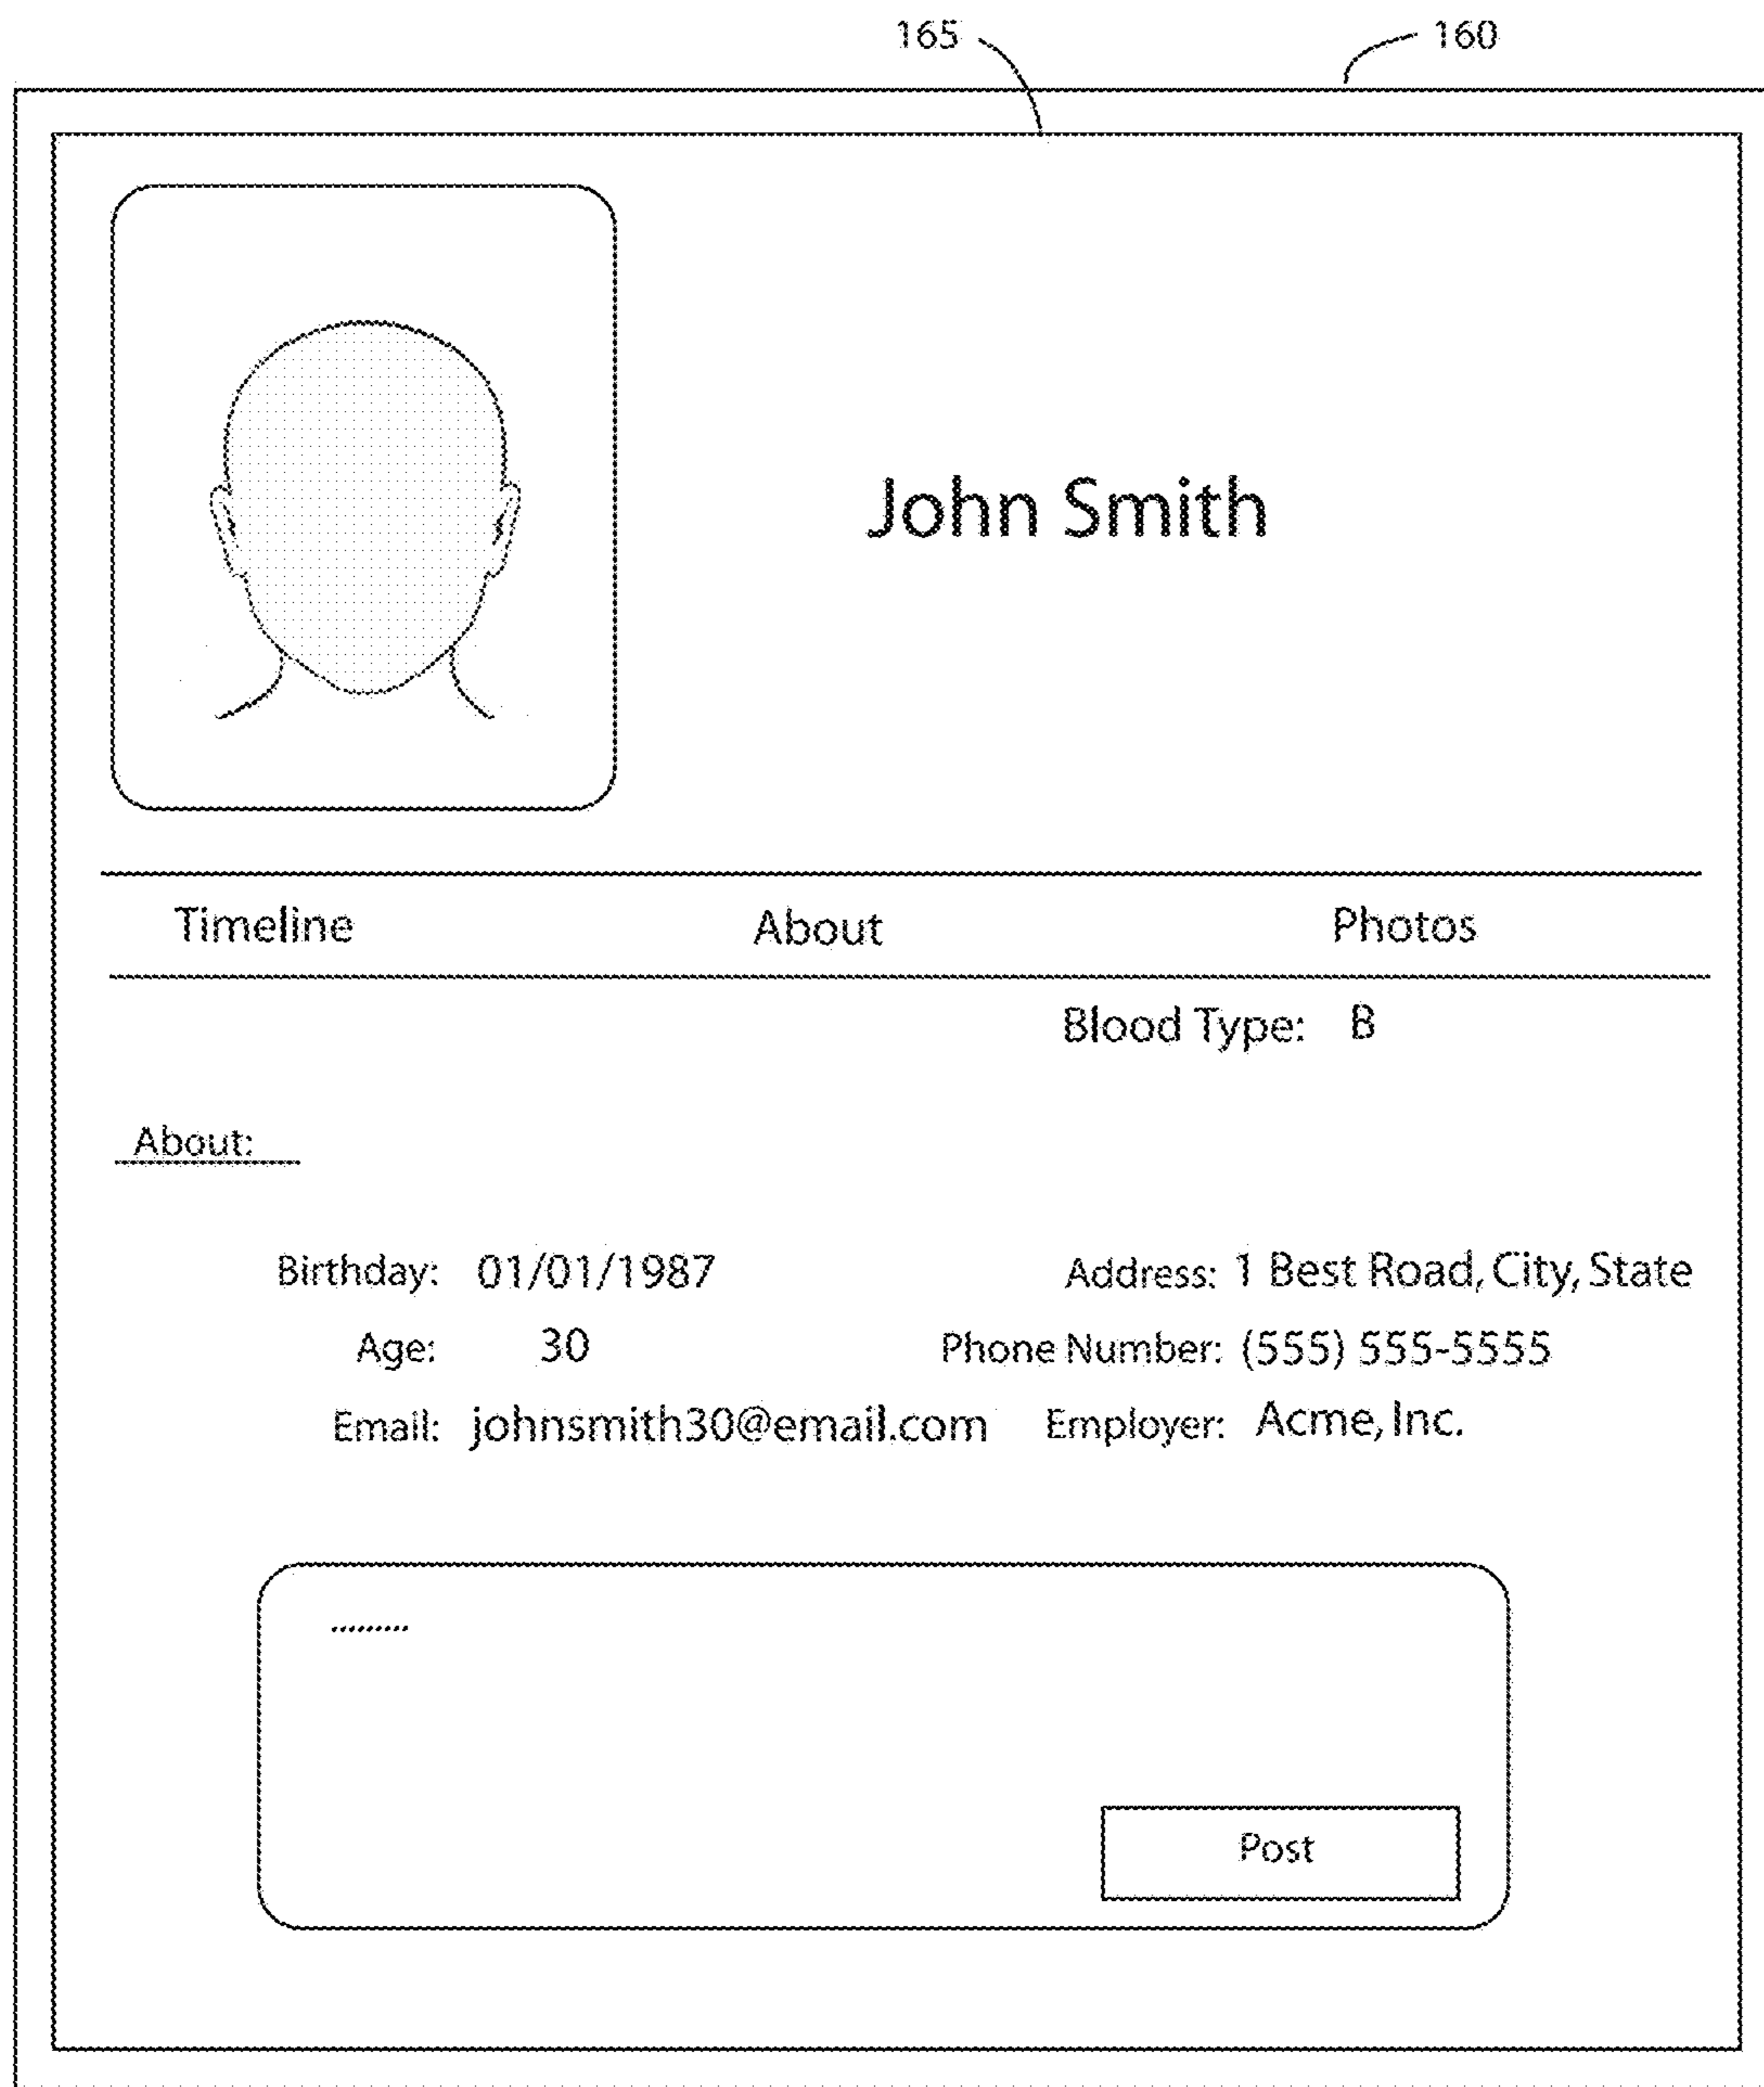 165 160
John Smith
Timeline About Photos
Blood Type: B
About:
Birthday: 01/01/1987 Address: 1 Best Road, City, State
Age: 30 Phone Number: (555) 555-5555
Email: johnsmith30@email.com Employer: Acme, Inc.
Post